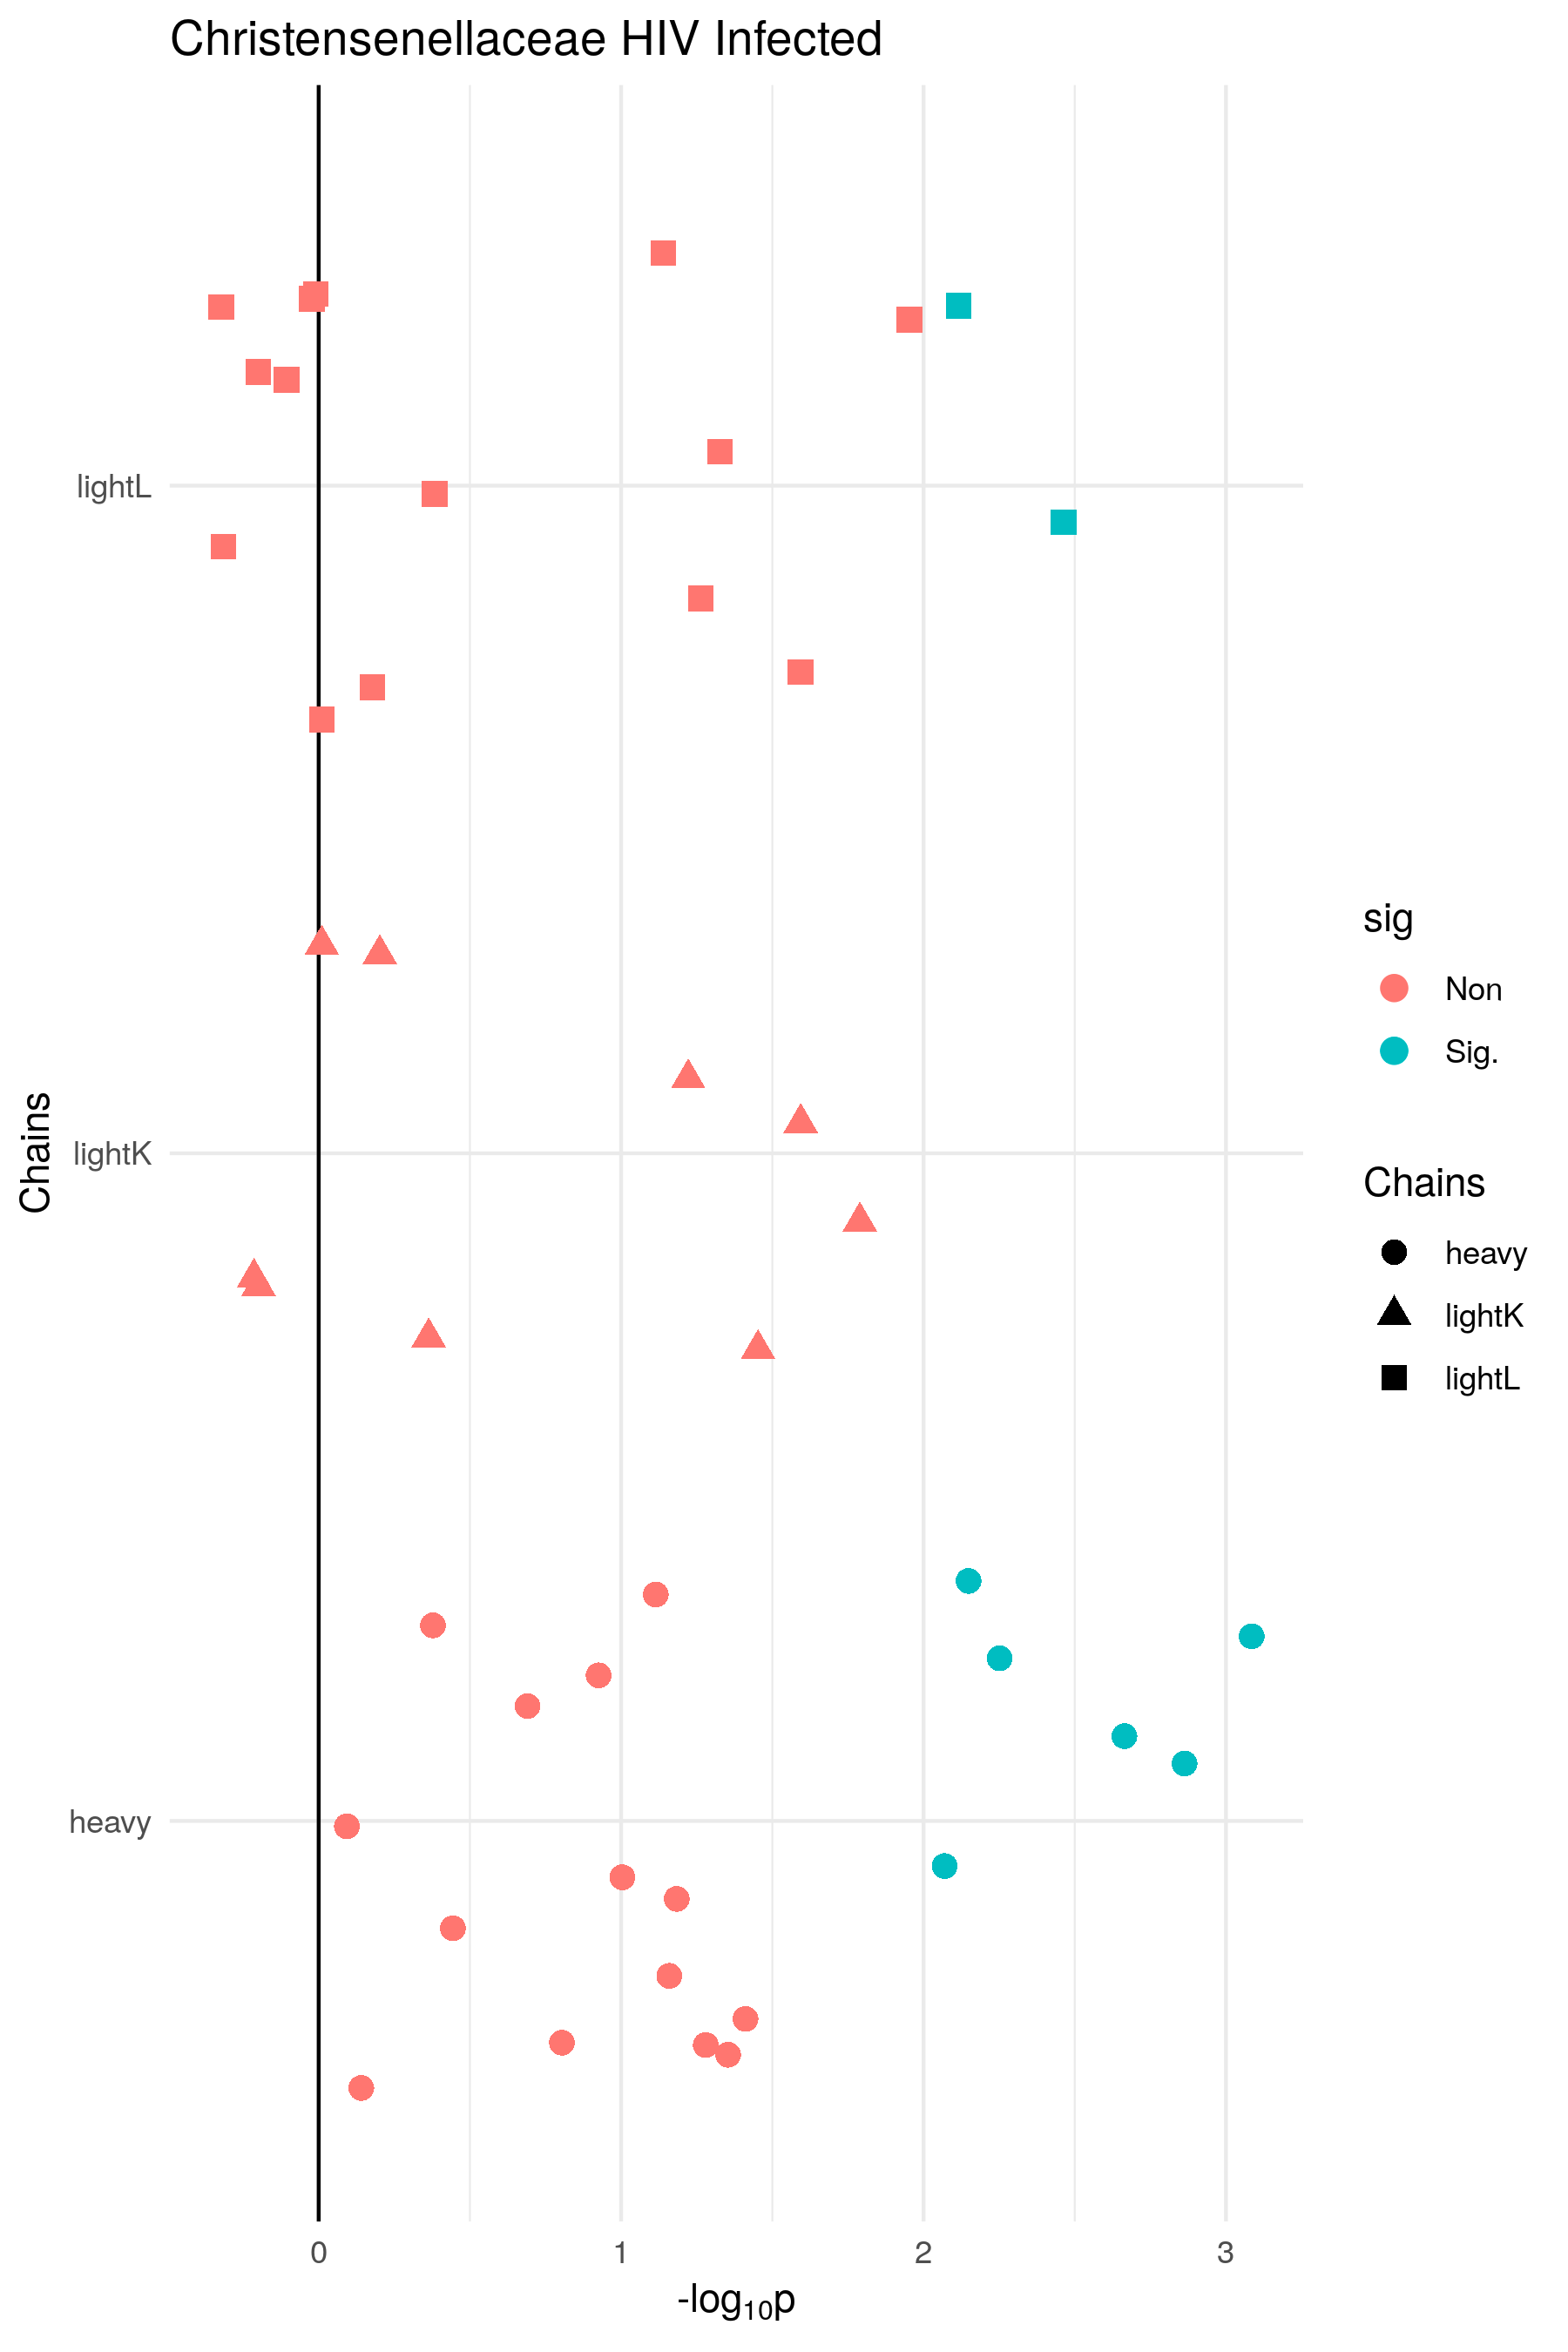 Christensenellaceae HIV Infected
lightL
lightK
heavy
Chains
0 1 2 3
-log10p
sig
Non
Sig.
Chains
heavy
lightK
lightL